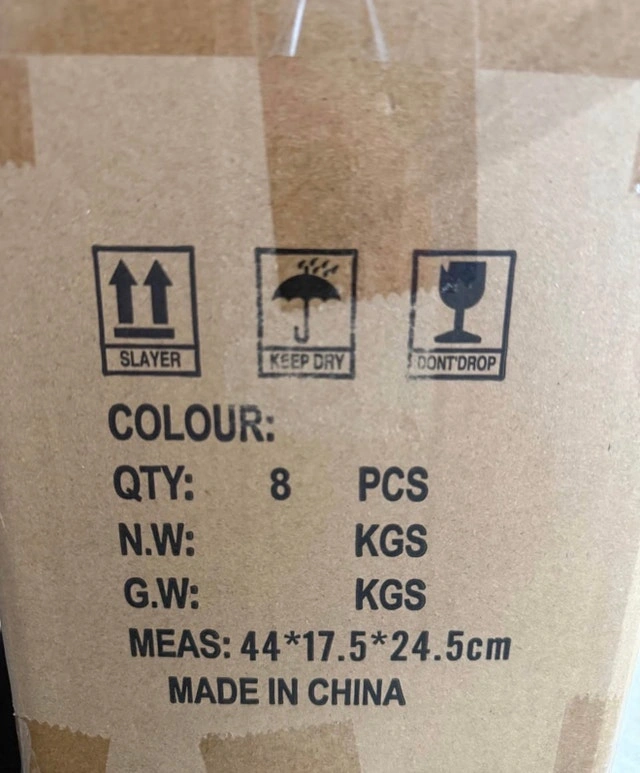 SLAYER KEEP DRY DONT'DROP
COLOUR:
QTY: 8 PCS
N.W: KGS
G.W: KGS
MEAS: 44*17.5*24.5cm
MADE IN CHINA